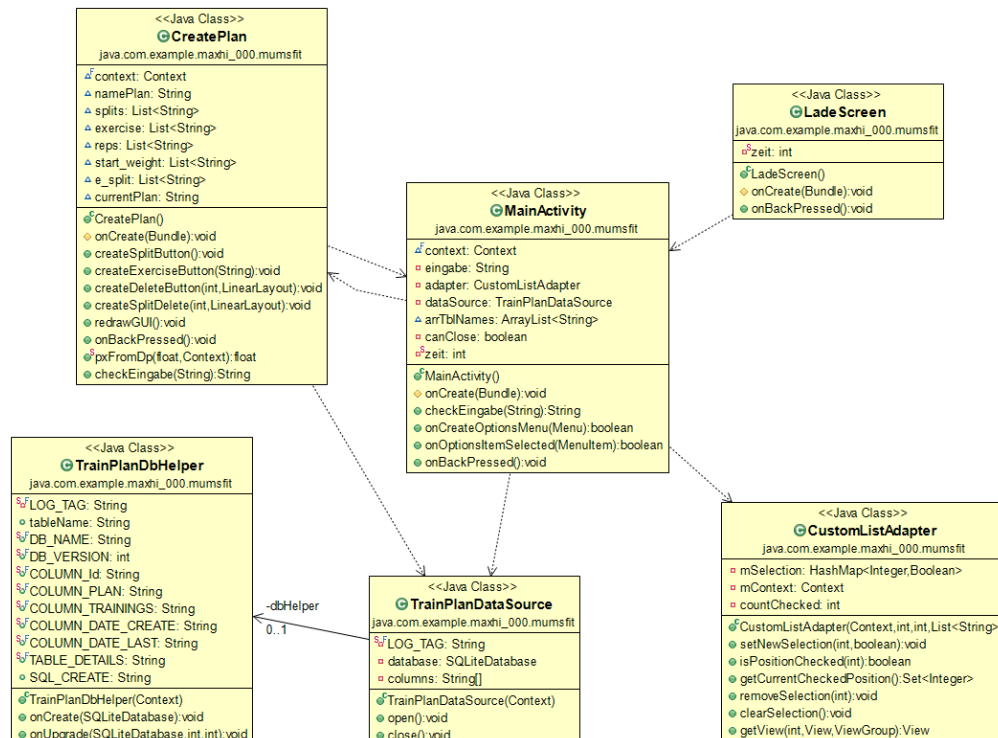 <<Java Class>>
CreatePlan
java.com.example.maxhi_000.mumsfit
context: Context
namePlan: String
splits: List<String>
exercise: List<String>
reps: List<String>
start_weight: List<String>
e_split: List<String>
currentPlan: String
CreatePlan()
onCreate(Bundle):void
createSplitButton():void
createExerciseButton(String):void
createDeleteButton(int,LinearLayout):void
createSplitDelete(int,LinearLayout):void
redrawGUI():void
onBackPressed():void
pxFromDp(float,Context):float
checkEingabe(String):String
<<Java Class>>
LadeScreen
java.com.example.maxhi_000.mumsfit
zeit: int
LadeScreen()
onCreate(Bundle):void
onBackPressed():void
<<Java Class>>
MainActivity
java.com.example.maxhi_000.mumsfit
context: Context
eingabe: String
adapter: CustomListAdapter
dataSource: TrainPlanDataSource
arrTblNames: ArrayList<String>
canClose: boolean
zeit: int
MainActivity()
onCreate(Bundle):void
checkEingabe(String):String
onCreateOptionsMenu(Menu):boolean
onOptionsItemSelected(MenuItem):boolean
onBackPressed():void
<<Java Class>>
TrainPlanDbHelper
java.com.example.maxhi_000.mumsfit
LOG_TAG: String
tableName: String
DB_NAME: String
DB_VERSION: int
COLUMN_Id: String
COLUMN_PLAN: String
COLUMN_TRAININGS: String
COLUMN_DATE_CREATE: String
COLUMN_DATE_LAST: String
TABLE_DETAILS: String
SQL_CREATE: String
TrainPlanDbHelper(Context)
onCreate(SQLiteDatabase):void
onUpgrade(SQLiteDatabase,int,int):void
-dbHelper
0..1
<<Java Class>>
TrainPlanDataSource
java.com.example.maxhi_000.mumsfit
LOG_TAG: String
database: SQLiteDatabase
columns: String[]
TrainPlanDataSource(Context)
open():void
close():void
<<Java Class>>
CustomListAdapter
java.com.example.maxhi_000.mumsfit
mSelection: HashMap<Integer,Boolean>
mContext: Context
countChecked: int
CustomListAdapter(Context,int,int,List<String>
setNewSelection(int,boolean):void
isPositionChecked(int):boolean
getCurrentCheckedPosition():Set<Integer>
removeSelection(int):void
clearSelection():void
getView(int,View,ViewGroup):View